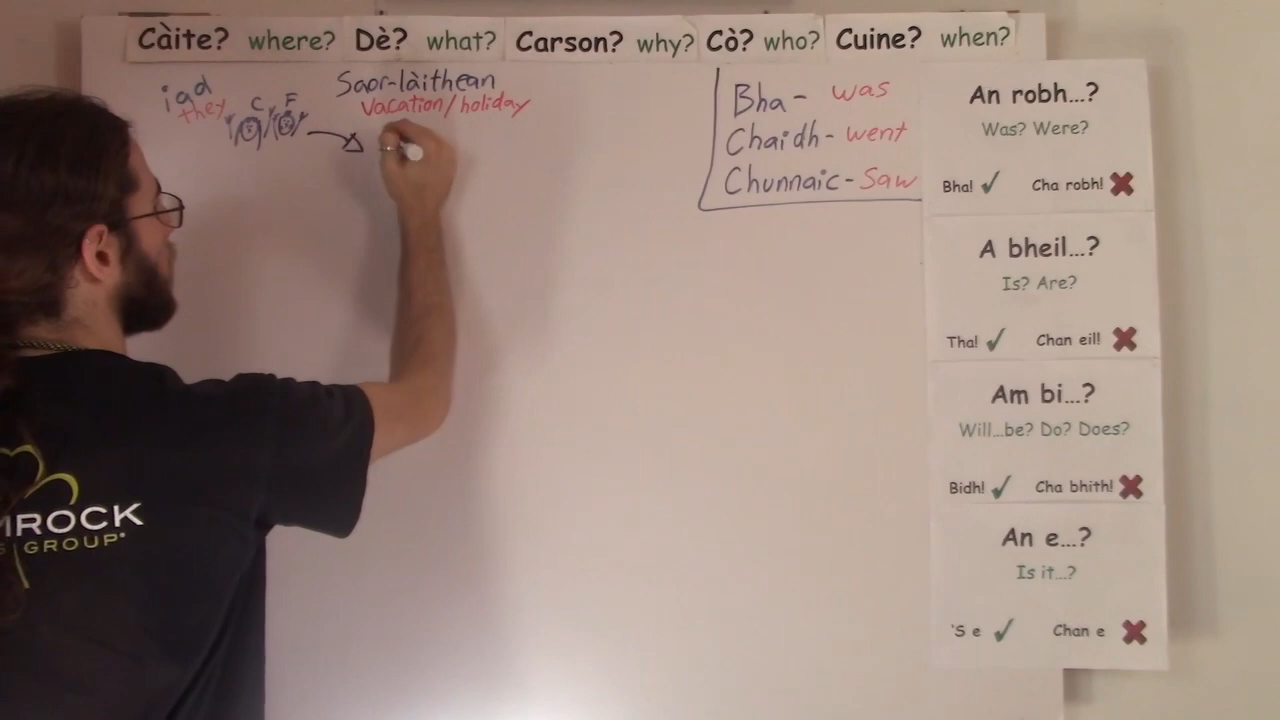 Càite? where? Dè? what? Carson? why? Cò? who? Cuine? when?
iad
they
C F
Saor-làithean
vacation/holiday
Bha - was
Chaidh - went
Chunnaic - Saw
An robh...?
Was? Were?
Bha! Cha robh!
A bheil...?
Is? Are?
Tha! Chan eil!
Am bi...?
Will...be? Do? Does?
Bidh! Cha bhith!
An e...?
Is it...?
'S e Chan e
GROUP